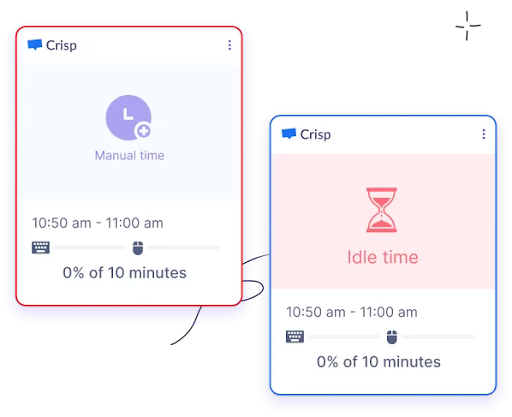 Crisp
Manual time
10:50 am - 11:00 am
0% of 10 minutes
Crisp
Idle time
10:50 am - 11:00 am
0% of 10 minutes